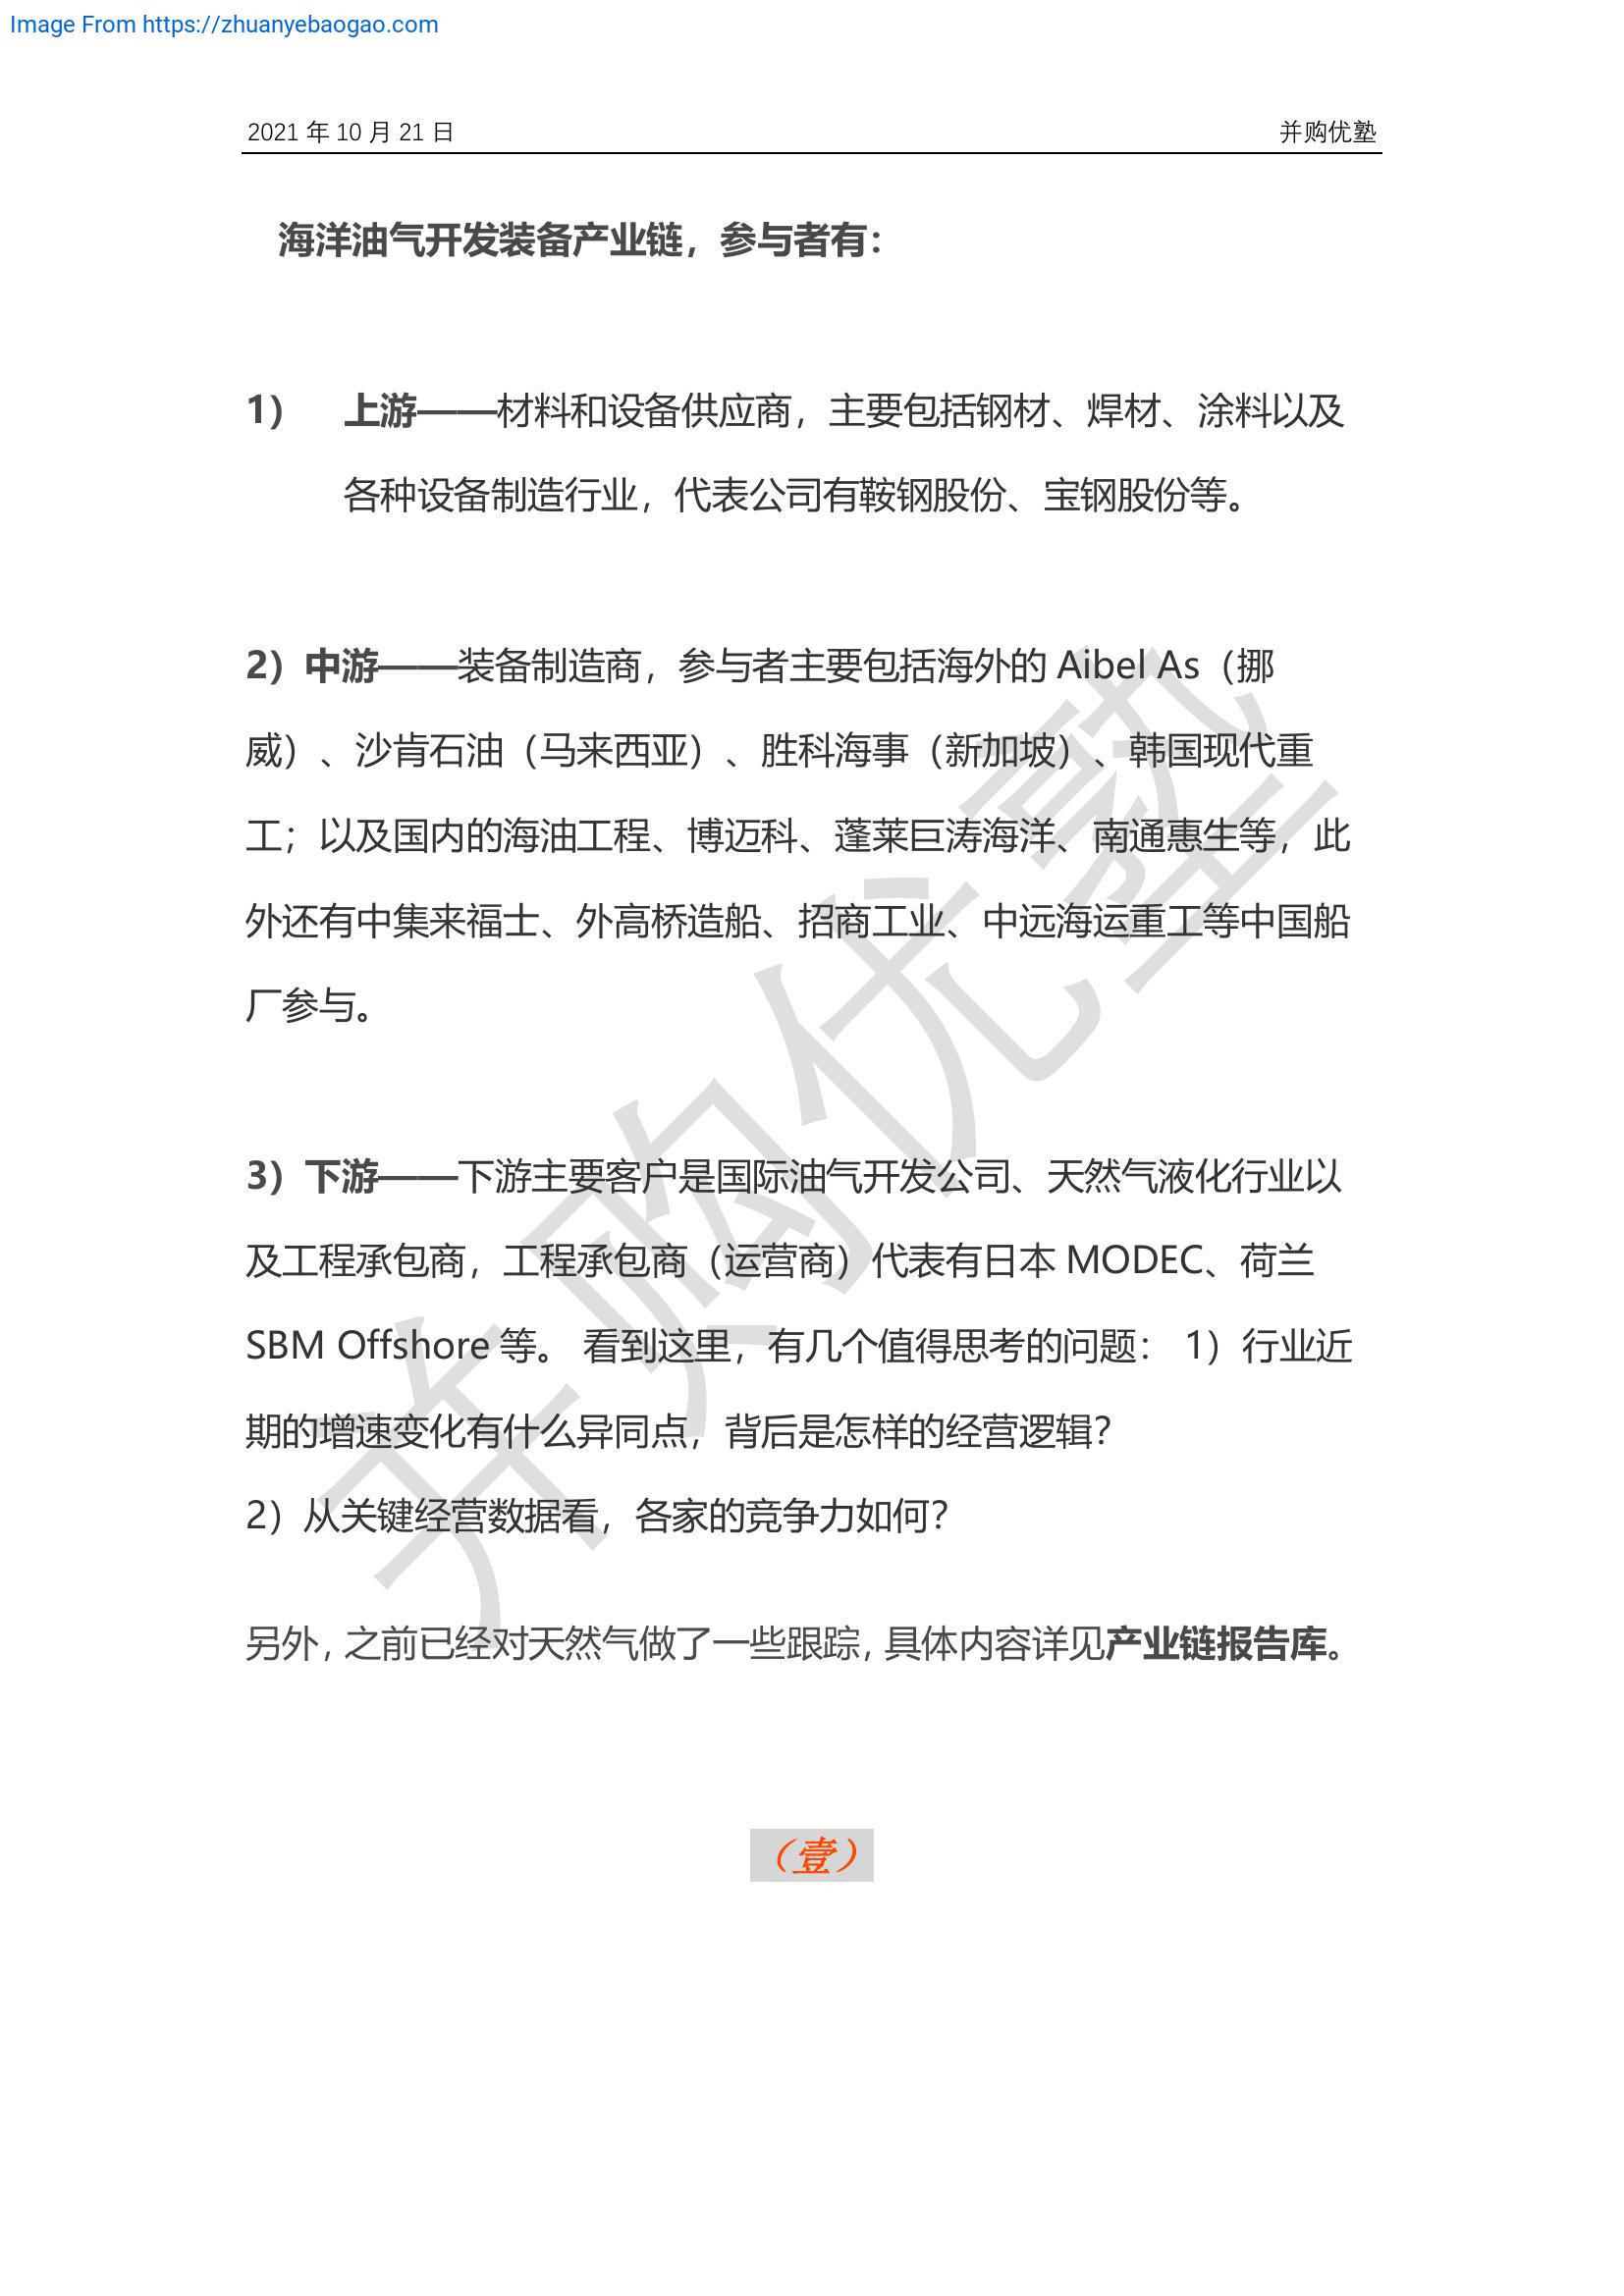 Image From https://zhuanyebaogao.com
2021 年 10 月 21 日
并购优塾
海洋油气开发装备产业链，参与者有：
1） 上游——材料和设备供应商，主要包括钢材、焊材、涂料以及
各种设备制造行业，代表公司有鞍钢股份、宝钢股份等。
2）中游——装备制造商，参与者主要包括海外的 Aibel As（挪
威）、沙肯石油（马来西亚）、胜科海事（新加坡）、韩国现代重
工；以及国内的海油工程、博迈科、蓬莱巨涛海洋、南通惠生等，此
外还有中集来福士、外高桥造船、招商工业、中远海运重工等中国船
厂参与。
3）下游——下游主要客户是国际油气开发公司、天然气液化行业以
及工程承包商，工程承包商（运营商）代表有日本 MODEC、荷兰
SBM Offshore 等。 看到这里，有几个值得思考的问题： 1）行业近
期的增速变化有什么异同点，背后是怎样的经营逻辑？
2）从关键经营数据看，各家的竞争力如何？
另外，之前已经对天然气做了一些跟踪，具体内容详见产业链报告库。
（壹）
并购优塾